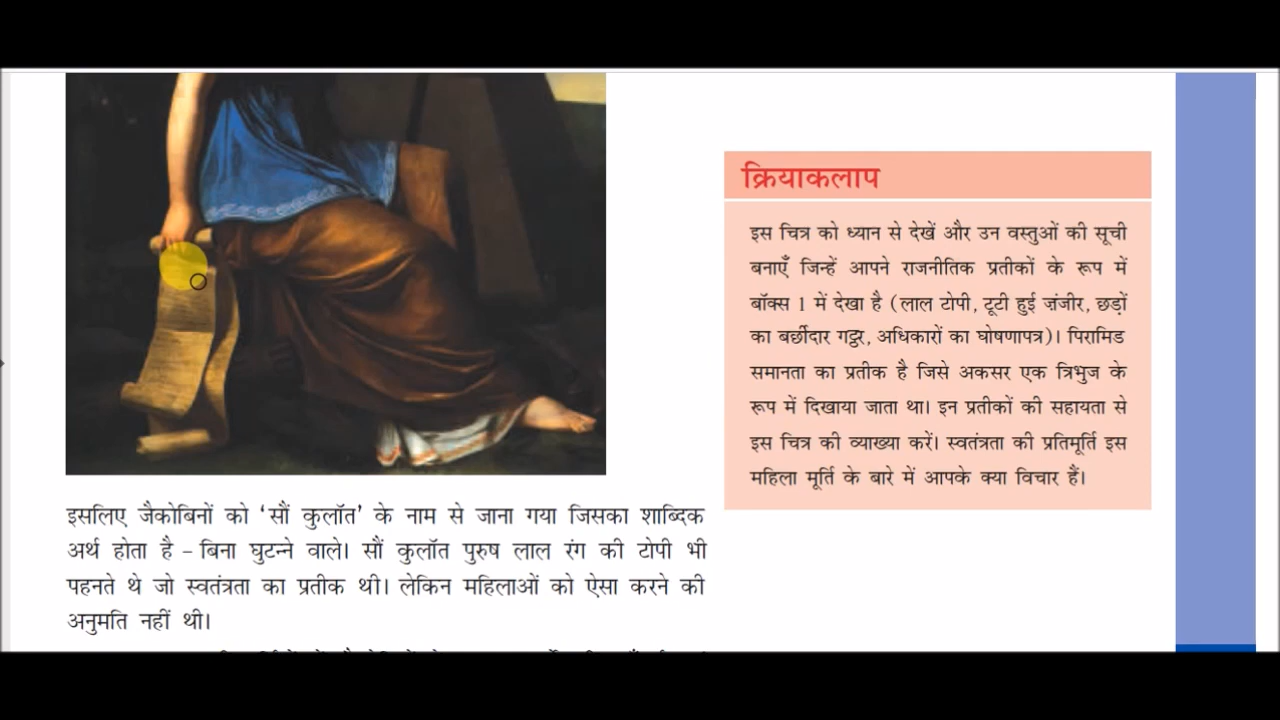 क्रियाकलाप
इस चित्र को ध्यान से देखें और उन वस्तुओं की सूची
बनाएँ जिन्हें आपने राजनीतिक प्रतीकों के रूप में
बॉक्स 1 में देखा है (लाल टोपी, टूटी हुई ज़ंजीर, छड़ों
का बर्छीदार गट्ठर, अधिकारों का घोषणापत्र)। पिरामिड
समानता का प्रतीक है जिसे अकसर एक त्रिभुज के
रूप में दिखाया जाता था। इन प्रतीकों की सहायता से
इस चित्र की व्याख्या करें। स्वतंत्रता की प्रतिमूर्ति इस
महिला मूर्ति के बारे में आपके क्या विचार हैं।
इसलिए जैकोबिनों को ‘सौं कुलॉत’ के नाम से जाना गया जिसका शाब्दिक
अर्थ होता है – बिना घुटन्ने वाले। सौं कुलॉत पुरुष लाल रंग की टोपी भी
पहनते थे जो स्वतंत्रता का प्रतीक थी। लेकिन महिलाओं को ऐसा करने की
अनुमति नहीं थी।